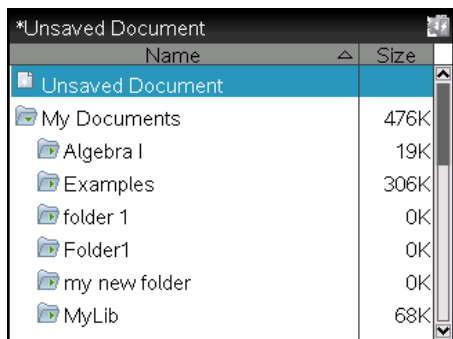 *Unsaved Document
Name Size
Unsaved Document
My Documents 476K
Algebra I 19K
Examples 306K
folder 1 0K
Folder1 0K
my new folder 0K
MyLib 68K